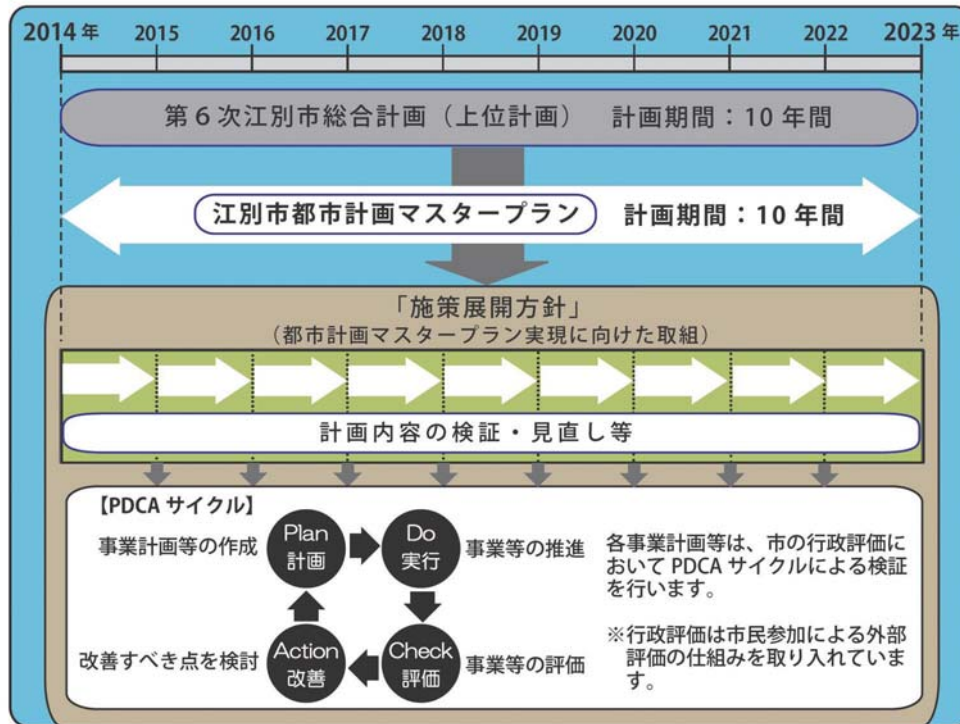 2014年 2015 2016 2017 2018 2019 2020 2021 2022 2023年
第6次江別市総合計画（上位計画） 計画期間：10年間
江別市都市計画マスタープラン 計画期間：10年間
「施策展開方針」
（都市計画マスタープラン実現に向けた取組）
計画内容の検証・見直し等
【PDCAサイクル】
事業計画等の作成
Plan
計画
Do
実行
事業等の推進
改善すべき点を検討
Action
改善
Check
評価
事業等の評価
各事業計画等は、市の行政評価に
おいてPDCAサイクルによる検証
を行います。
※行政評価は市民参加による外部
評価の仕組みを取り入れていま
す。